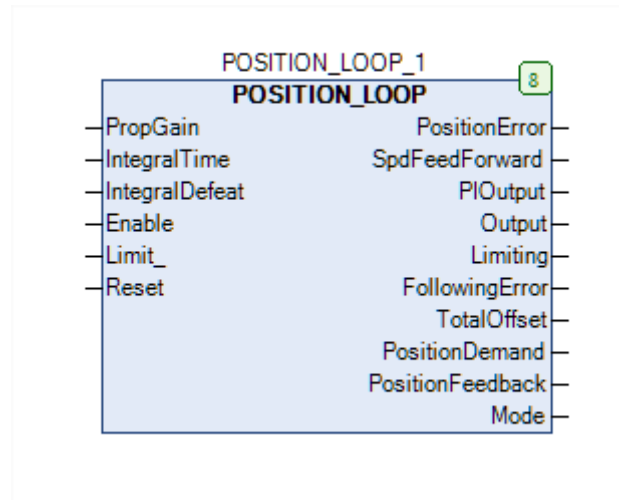 POSITION_LOOP_1
8
POSITION_LOOP
PropGain PositionError
IntegralTime SpdFeedForward
IntegralDefeat PIOutput
Enable Output
Limit_ Limiting
Reset FollowingError
TotalOffset
PositionDemand
PositionFeedback
Mode